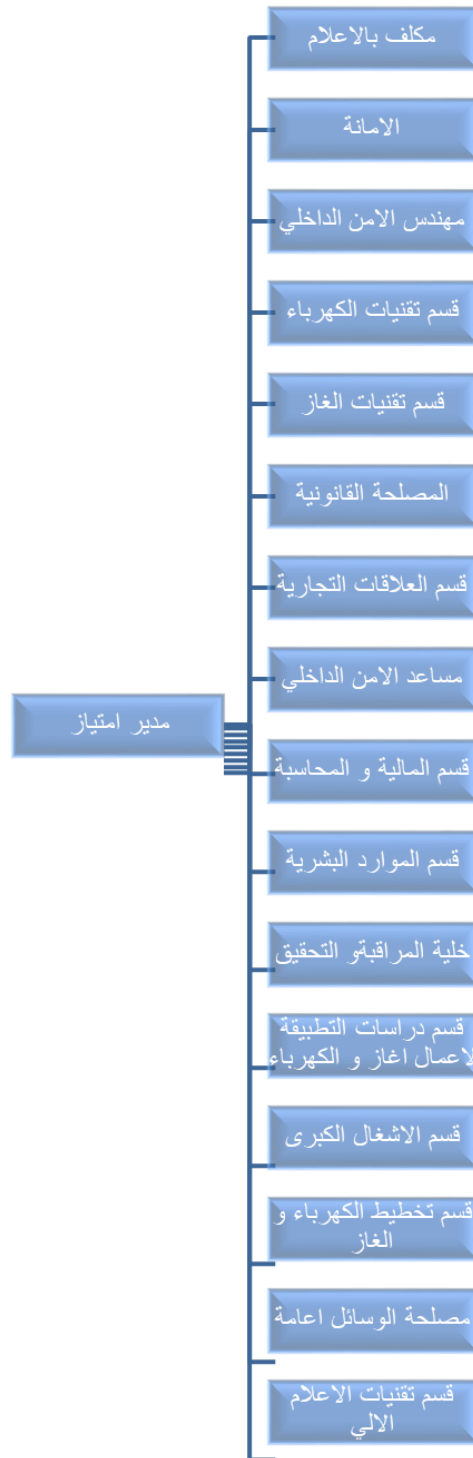 مكلف بالاعلام
الامانة
مهندس الامن الداخلي
قسم تقنيات الكهرباء
قسم تقنيات الغاز
المصلحة القانونية
قسم العلاقات التجارية
مساعد الامن الداخلي
مدير امتياز
قسم المالية و المحاسبة
قسم الموارد البشرية
خلية المراقبةو التحقيق
قسم دراسات التطبيقة
لاعمال اغاز و الكهرباء
قسم الاشغال الكبرى
قسم تخطيط الكهرباء و
الغاز
مصلحة الوسائل اعامة
قسم تقنيات الاعلام
الالي